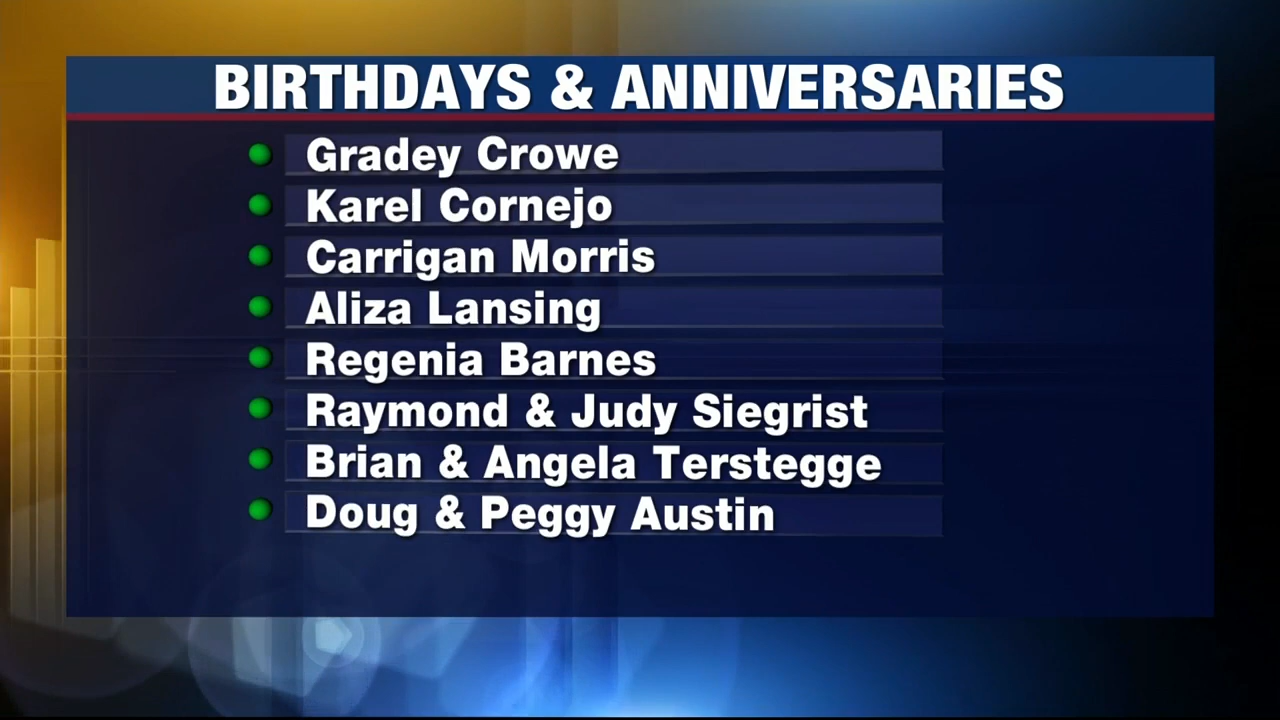 BIRTHDAYS & ANNIVERSARIES
Gradey Crowe
Karel Cornejo
Carrigan Morris
Aliza Lansing
Regenia Barnes
Raymond & Judy Siegrist
Brian & Angela Terstegge
Doug & Peggy Austin